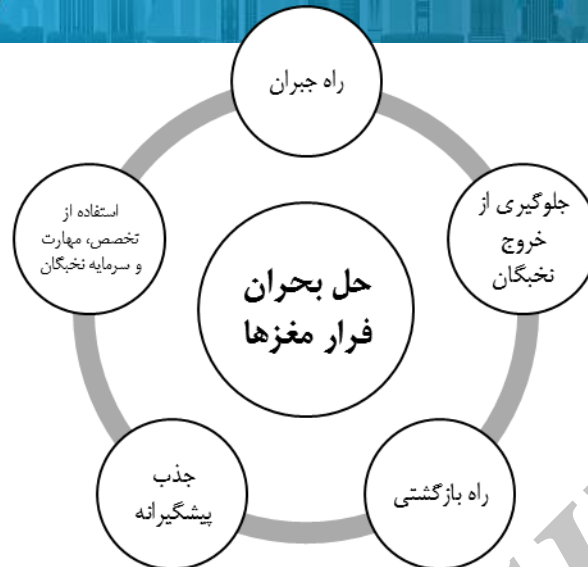 راه جبران
جلوگیری از
خروج
نخبگان
راه بازگشتی
جذب
پیشگیرانه
استفاده از
تخصص، مهارت
و سرمایه نخبگان
حل بحران
فرار مغزها